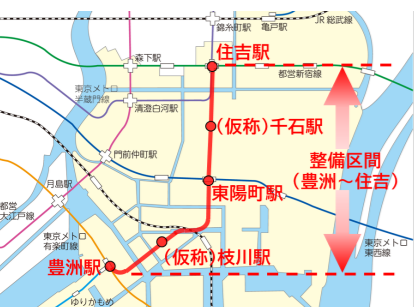 錦糸町駅
亀戸駅
JR 総武線
森下駅
住吉駅
都営新宿線
東京メトロ
半蔵門線
清澄白河駅
(仮称)千石駅
門前仲町駅
整備区間
(豊洲～住吉)
月島駅
東陽町駅
都営
大江戸線
東京メトロ
有楽町線
(仮称)枝川駅
東京メトロ
東西線
豊洲駅
ゆりかもめ